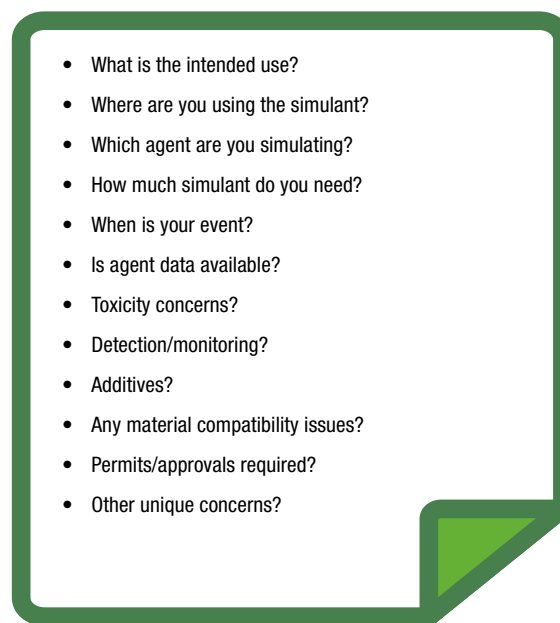 • What is the intended use?
• Where are you using the simulant?
• Which agent are you simulating?
• How much simulant do you need?
• When is your event?
• Is agent data available?
• Toxicity concerns?
• Detection/monitoring?
• Additives?
• Any material compatibility issues?
• Permits/approvals required?
• Other unique concerns?